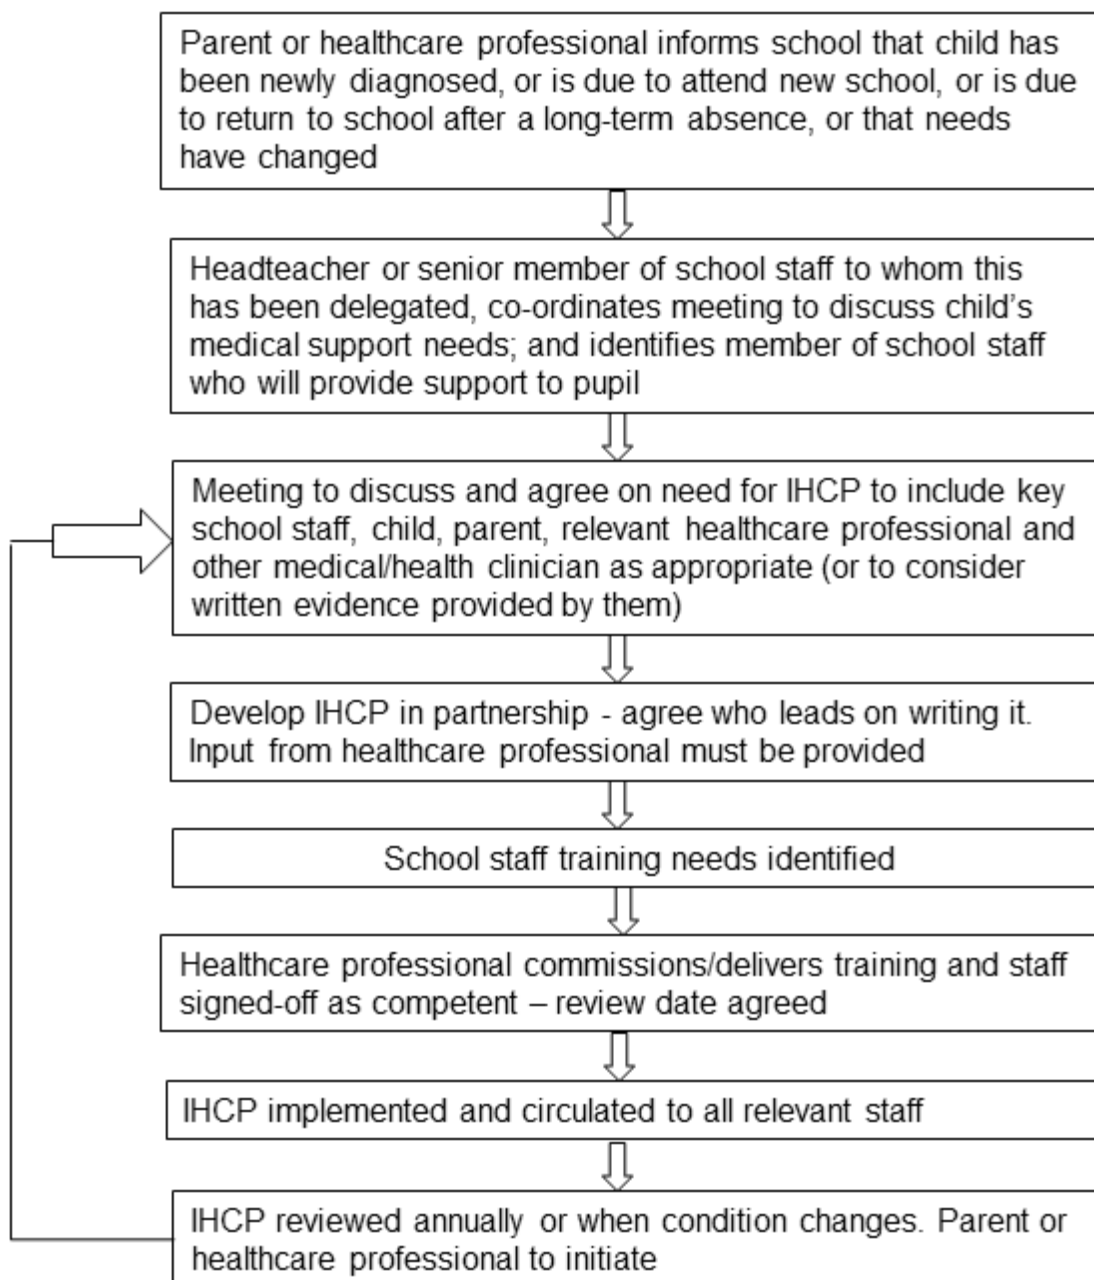 Parent or healthcare professional informs school that child has
been newly diagnosed, or is due to attend new school, or is due
to return to school after a long-term absence, or that needs
have changed
Headteacher or senior member of school staff to whom this
has been delegated, co-ordinates meeting to discuss child’s
medical support needs; and identifies member of school staff
who will provide support to pupil
Meeting to discuss and agree on need for IHCP to include key
school staff, child, parent, relevant healthcare professional and
other medical/health clinician as appropriate (or to consider
written evidence provided by them)
Develop IHCP in partnership - agree who leads on writing it.
Input from healthcare professional must be provided
School staff training needs identified
Healthcare professional commissions/delivers training and staff
signed-off as competent – review date agreed
IHCP implemented and circulated to all relevant staff
IHCP reviewed annually or when condition changes. Parent or
healthcare professional to initiate